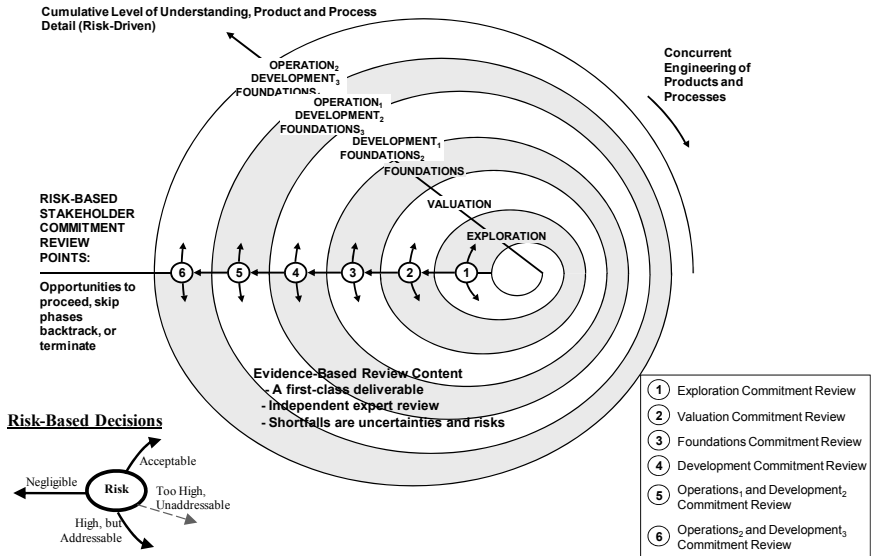 Cumulative Level of Understanding, Product and Process
Detail (Risk-Driven)
Concurrent
Engineering of
Products and
Processes
OPERATION₂
DEVELOPMENT₃
FOUNDATIONS
OPERATION₁
DEVELOPMENT₂
FOUNDATIONS₃
DEVELOPMENT₁
FOUNDATIONS₂
FOUNDATIONS
VALUATION
EXPLORATION
RISK-BASED
STAKEHOLDER
COMMITMENT
REVIEW
POINTS:
6 5 4 3 2 1
Opportunities to
proceed, skip
phases
backtrack, or
terminate
Evidence-Based Review Content
- A first-class deliverable
- Independent expert review
- Shortfalls are uncertainties and risks
Risk-Based Decisions
Acceptable
Negligible
Risk
Too High,
Unaddressable
High, but
Addressable
1 Exploration Commitment Review
2 Valuation Commitment Review
3 Foundations Commitment Review
4 Development Commitment Review
5 Operations₁ and Development₂
Commitment Review
6 Operations₂ and Development₃
Commitment Review